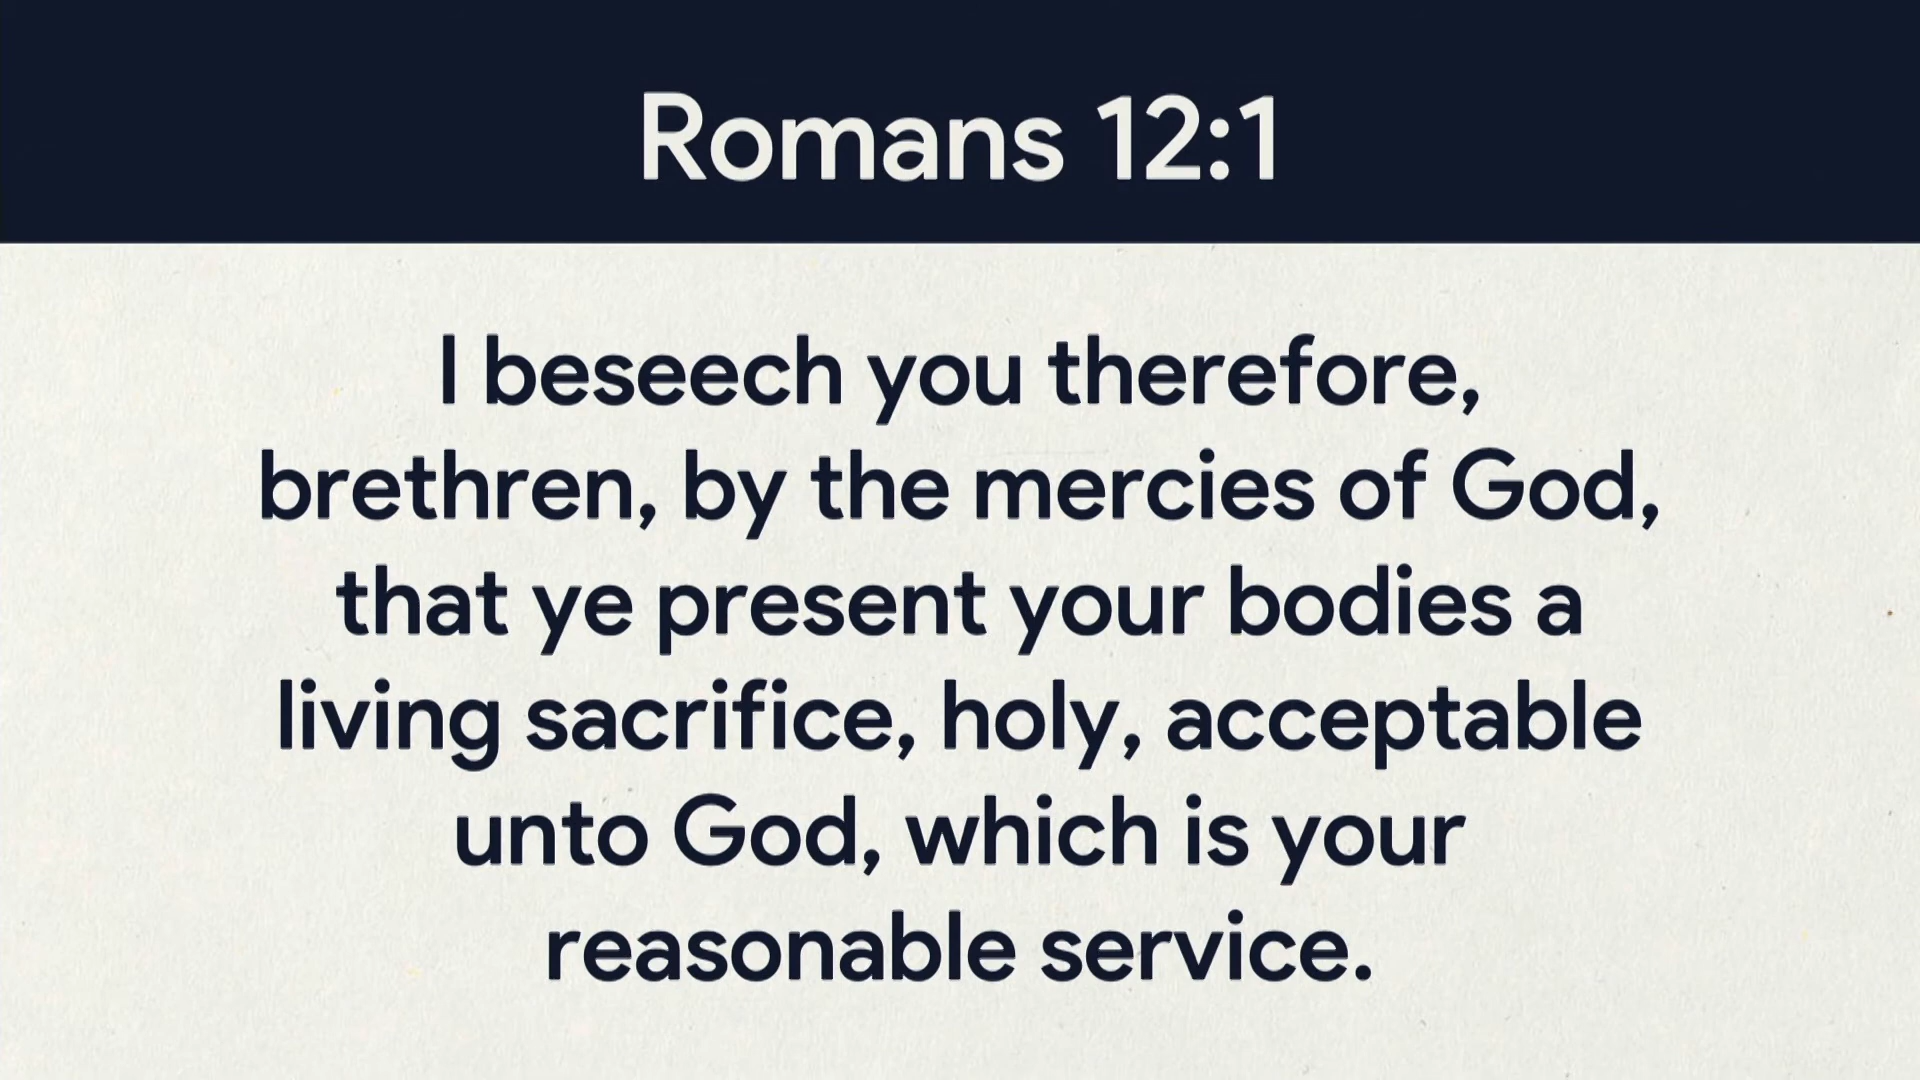 Romans 12:1
I beseech you therefore,
brethren, by the mercies of God,
that ye present your bodies a
living sacrifice, holy, acceptable
unto God, which is your
reasonable service.